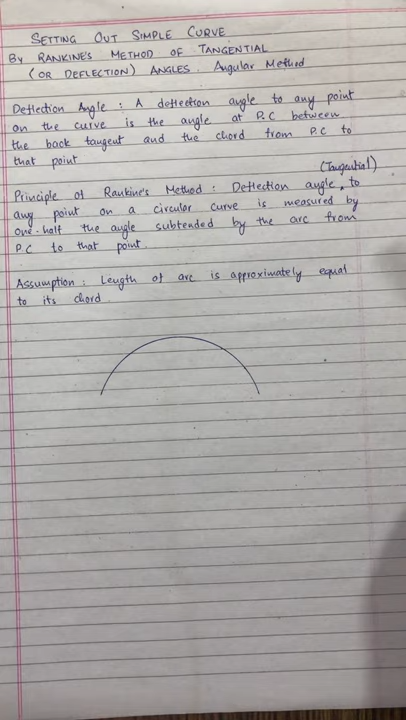 SETTING OUT SIMPLE CURVE
By RANKINE'S METHOD OF TANGENTIAL
(OR DEFLECTION) ANGLES. Angular Method
Deflection Angle : A deflection angle to any point
on the curve is the angle at P.C between
the back tangent and the chord from P.C to
that point
(Tangential)
Principle of Rankine's Method : Deflection angle, to
any point on a circular curve is measured by
one-half the angle subtended by the arc from
P.C to that point.
Assumption : Length of arc is approximately equal
to its chord